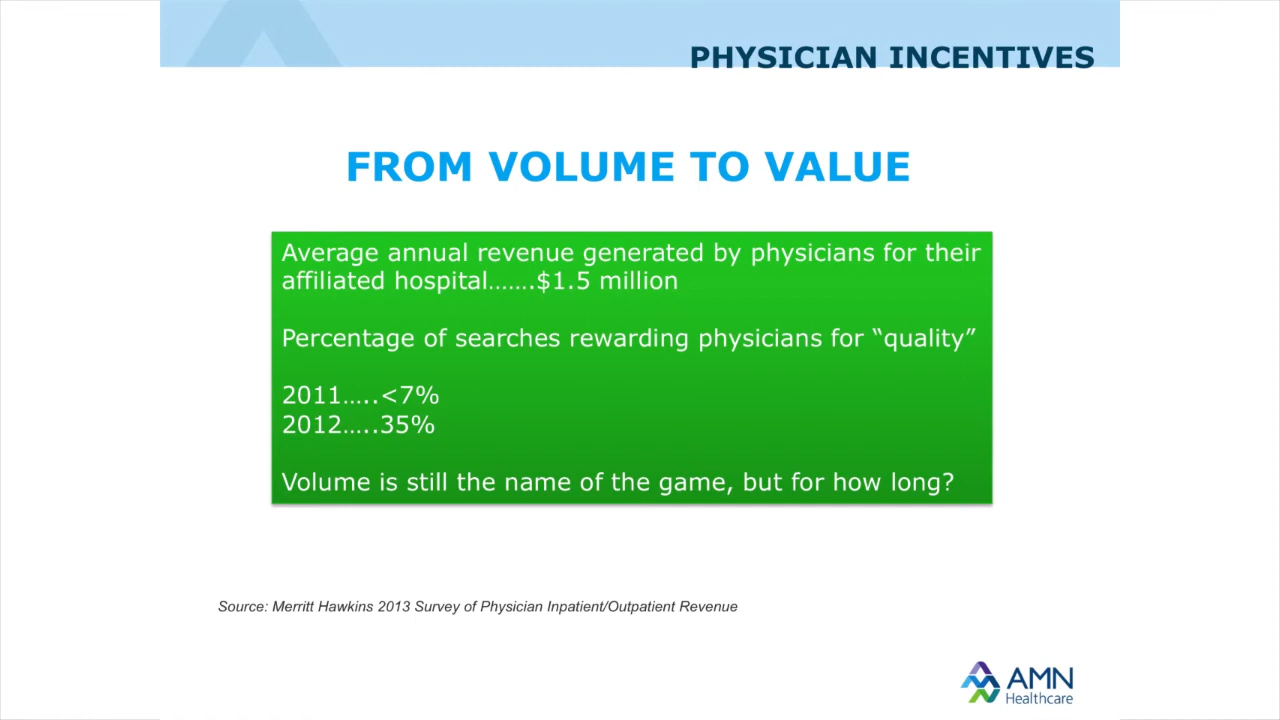 PHYSICIAN INCENTIVES
FROM VOLUME TO VALUE
Average annual revenue generated by physicians for their
affiliated hospital…….$1.5 million
Percentage of searches rewarding physicians for “quality”
2011…..<7%
2012…..35%
Volume is still the name of the game, but for how long?
Source: Merritt Hawkins 2013 Survey of Physician Inpatient/Outpatient Revenue
AMN
Healthcare